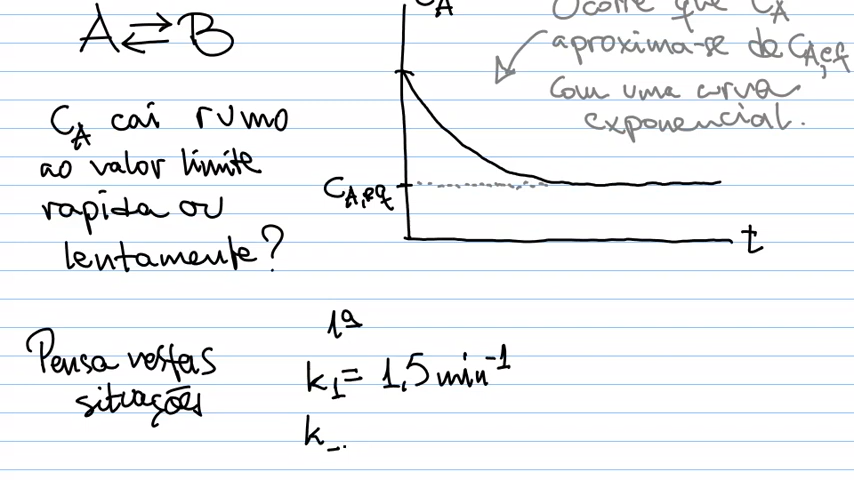 A ⇌ B
C_A cai rumo
ao valor limite
rapida ou
lentamente?
C_A
Ocorre que C_A
aproxima-se de C_A,eq
com uma curva
exponencial.
C_A,eq
t
Pensa nestas
situações
1ª
k_1 = 1,5 min⁻¹
k_-